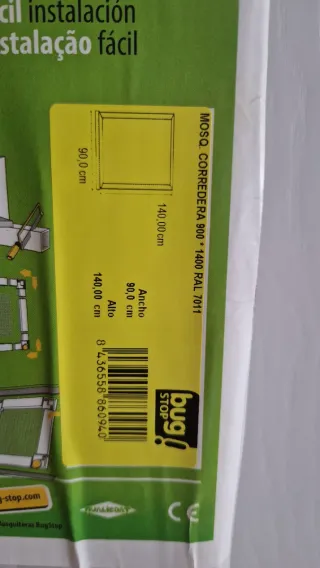 cil instalación
stalação fácil
MOSQ. CORREDERA 900 * 1400 RAL 7011
140,00 cm
90,0 cm
Ancho
90,0 cm
Alto
140,00 cm
8 436558 860940
bug!
STOP
CE
g-stop.com